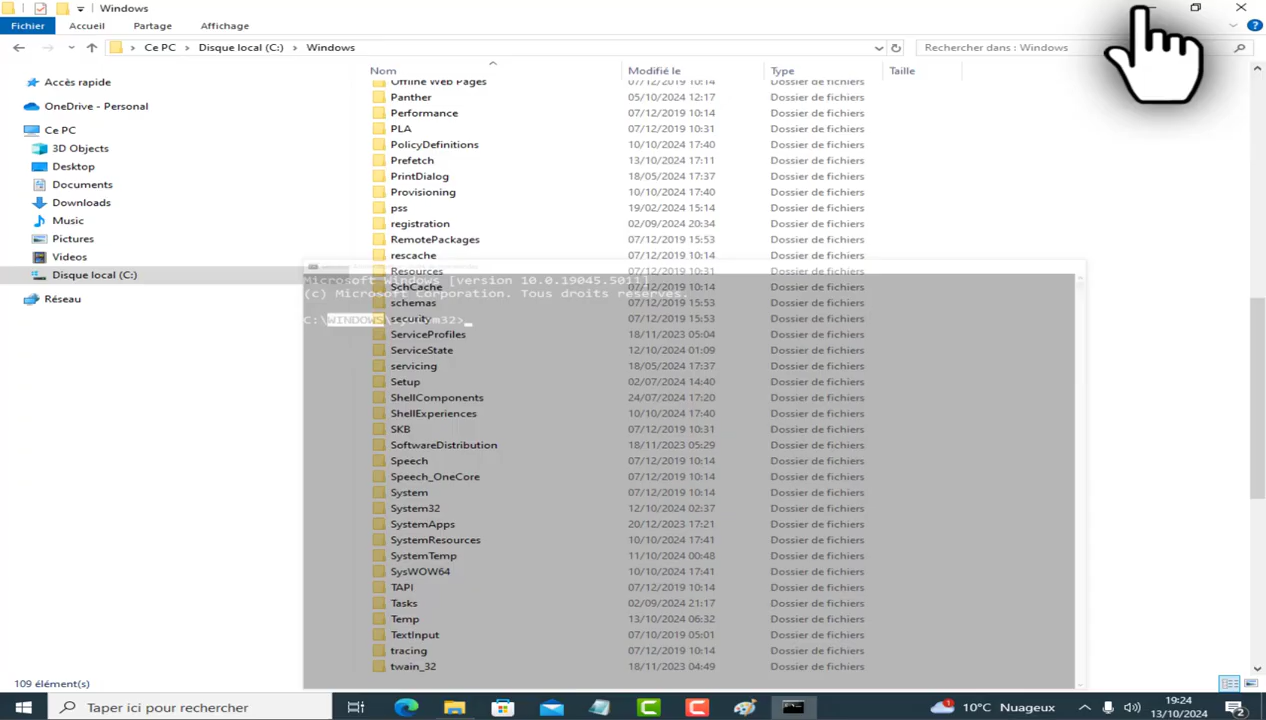 Windows
Fichier Accueil Partage Affichage
Ce PC Disque local (C:) Windows
Rechercher dans : Windows
Accès rapide
OneDrive - Personal
Ce PC
3D Objects
Desktop
Documents
Downloads
Music
Pictures
Videos
Disque local (C:)
Réseau
Nom Modifié le Type Taille
Offline Web Pages 07/12/2019 10:14 Dossier de fichiers
Panther 05/10/2024 12:17 Dossier de fichiers
Performance 07/12/2019 10:14 Dossier de fichiers
PLA 07/12/2019 10:31 Dossier de fichiers
PolicyDefinitions 10/10/2024 17:40 Dossier de fichiers
Prefetch 13/10/2024 17:11 Dossier de fichiers
PrintDialog 18/05/2024 17:37 Dossier de fichiers
Provisioning 10/10/2024 17:40 Dossier de fichiers
pss 19/02/2024 15:14 Dossier de fichiers
registration 02/09/2024 20:34 Dossier de fichiers
RemotePackages 07/12/2019 15:53 Dossier de fichiers
rescache 07/12/2019 10:14 Dossier de fichiers
Resources 07/12/2019 10:31 Dossier de fichiers
Microsoft Windows [version 10.0.19045.5011]
SchCache 07/12/2019 10:14 Dossier de fichiers
(c) Microsoft Corporation. Tous droits réservés.
schemas 07/12/2019 15:53 Dossier de fichiers
C:\WINDOWS\system32>
security 07/12/2019 15:53 Dossier de fichiers
ServiceProfiles 18/11/2023 05:04 Dossier de fichiers
ServiceState 12/10/2024 01:09 Dossier de fichiers
servicing 18/05/2024 17:37 Dossier de fichiers
Setup 02/07/2024 14:40 Dossier de fichiers
ShellComponents 24/07/2024 17:20 Dossier de fichiers
ShellExperiences 10/10/2024 17:40 Dossier de fichiers
SKB 07/12/2019 10:31 Dossier de fichiers
SoftwareDistribution 18/11/2023 05:29 Dossier de fichiers
Speech 07/12/2019 10:14 Dossier de fichiers
Speech_OneCore 07/12/2019 10:14 Dossier de fichiers
System 07/12/2019 10:14 Dossier de fichiers
System32 12/10/2024 02:37 Dossier de fichiers
SystemApps 20/12/2023 17:21 Dossier de fichiers
SystemResources 10/10/2024 17:41 Dossier de fichiers
SystemTemp 11/10/2024 00:48 Dossier de fichiers
SysWOW64 10/10/2024 17:41 Dossier de fichiers
TAPI 07/12/2019 10:14 Dossier de fichiers
Tasks 02/09/2024 21:17 Dossier de fichiers
Temp 13/10/2024 06:32 Dossier de fichiers
TextInput 07/10/2019 05:01 Dossier de fichiers
tracing 07/12/2019 10:14 Dossier de fichiers
twain_32 18/11/2023 04:49 Dossier de fichiers
109 élément(s)
Taper ici pour rechercher
10°C Nuageux
19:24
13/10/2024
2